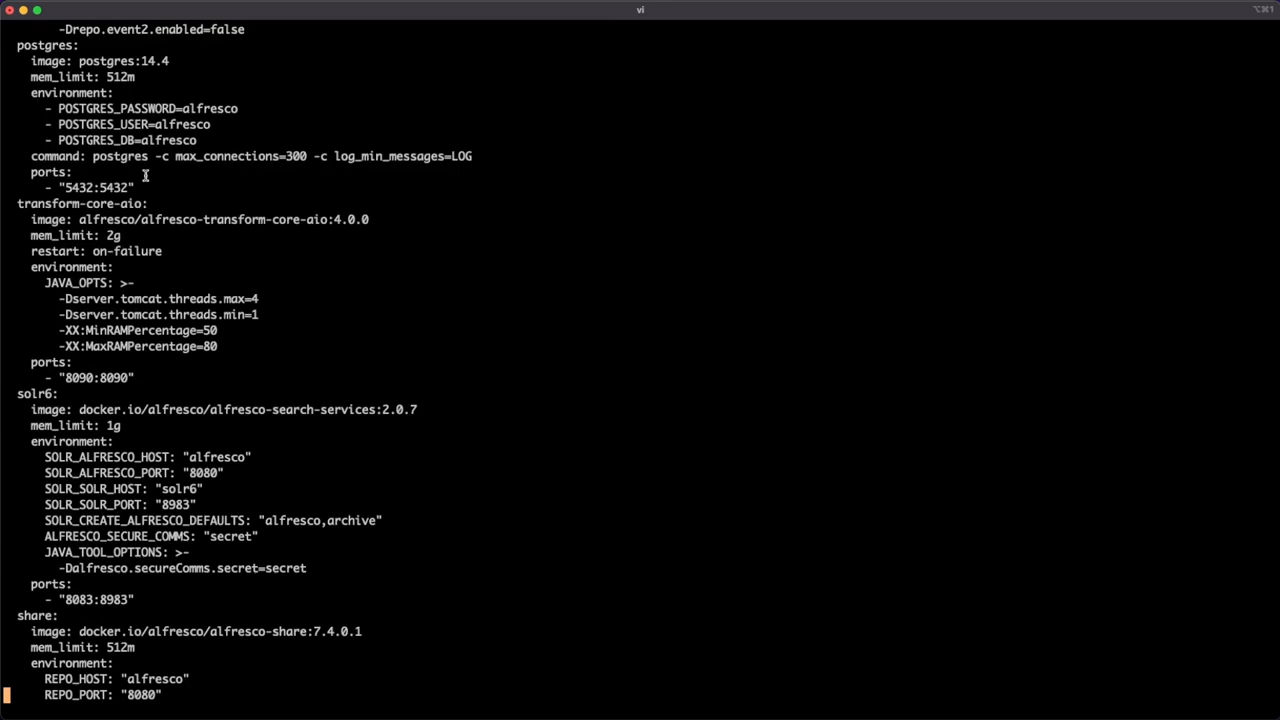 vi
⌥⌘1
-Drepo.event2.enabled=false
postgres:
image: postgres:14.4
mem_limit: 512m
environment:
- POSTGRES_PASSWORD=alfresco
- POSTGRES_USER=alfresco
- POSTGRES_DB=alfresco
command: postgres -c max_connections=300 -c log_min_messages=LOG
ports:
- "5432:5432"
transform-core-aio:
image: alfresco/alfresco-transform-core-aio:4.0.0
mem_limit: 2g
restart: on-failure
environment:
JAVA_OPTS: >-
-Dserver.tomcat.threads.max=4
-Dserver.tomcat.threads.min=1
-XX:MinRAMPercentage=50
-XX:MaxRAMPercentage=80
ports:
- "8090:8090"
solr6:
image: docker.io/alfresco/alfresco-search-services:2.0.7
mem_limit: 1g
environment:
SOLR_ALFRESCO_HOST: "alfresco"
SOLR_ALFRESCO_PORT: "8080"
SOLR_SOLR_HOST: "solr6"
SOLR_SOLR_PORT: "8983"
SOLR_CREATE_ALFRESCO_DEFAULTS: "alfresco,archive"
ALFRESCO_SECURE_COMMS: "secret"
JAVA_TOOL_OPTIONS: >-
-Dalfresco.secureComms.secret=secret
ports:
- "8083:8983"
share:
image: docker.io/alfresco/alfresco-share:7.4.0.1
mem_limit: 512m
environment:
REPO_HOST: "alfresco"
REPO_PORT: "8080"